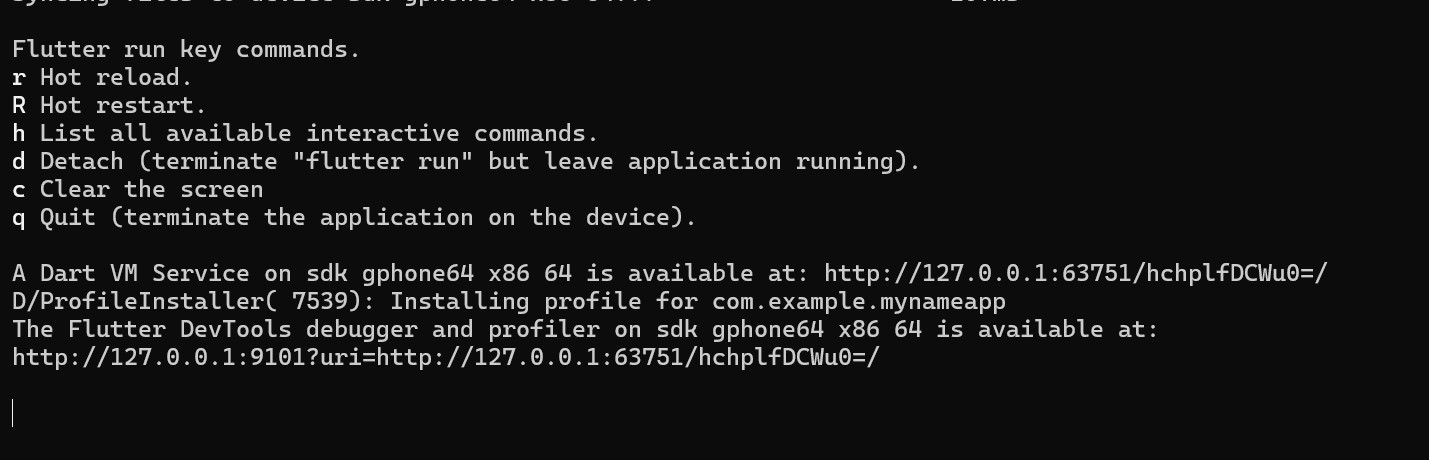 Flutter run key commands.
r Hot reload.
R Hot restart.
h List all available interactive commands.
d Detach (terminate "flutter run" but leave application running).
c Clear the screen
q Quit (terminate the application on the device).
A Dart VM Service on sdk gphone64 x86 64 is available at: http://127.0.0.1:63751/hchplfDCWu0=/
D/ProfileInstaller( 7539): Installing profile for com.example.mynameapp
The Flutter DevTools debugger and profiler on sdk gphone64 x86 64 is available at:
http://127.0.0.1:9101?uri=http://127.0.0.1:63751/hchplfDCWu0=/